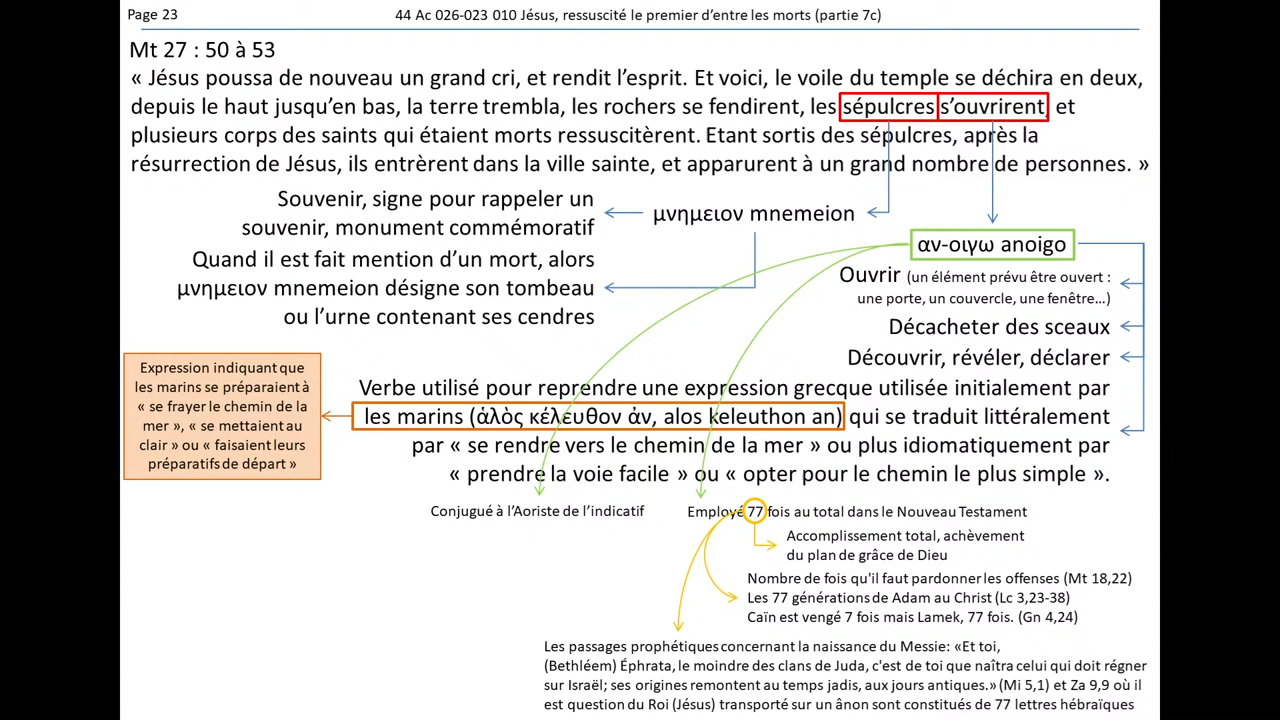 Page 23
44 Ac 026-023 010 Jésus, ressuscité le premier d’entre les morts (partie 7c)
Mt 27 : 50 à 53
« Jésus poussa de nouveau un grand cri, et rendit l’esprit. Et voici, le voile du temple se déchira en deux,
depuis le haut jusqu’en bas, la terre trembla, les rochers se fendirent, les sépulcres s’ouvrirent, et
plusieurs corps des saints qui étaient morts ressuscitèrent. Etant sortis des sépulcres, après la
résurrection de Jésus, ils entrèrent dans la ville sainte, et apparurent à un grand nombre de personnes. »
Souvenir, signe pour rappeler un
souvenir, monument commémoratif
μνημειον mnemeion
Quand il est fait mention d’un mort, alors
μνημειον mnemeion désigne son tombeau
ou l’urne contenant ses cendres
αν-οιγω anoigo
Ouvrir (un élément prévu être ouvert :
une porte, un couvercle, une fenêtre…)
Décacheter des sceaux
Découvrir, révéler, déclarer
Verbe utilisé pour reprendre une expression grecque utilisée initialement par
les marins (ἁλὸς κέλευθον ἀν, alos keleuthon an) qui se traduit littéralement
par « se rendre vers le chemin de la mer » ou plus idiomatiquement par
« prendre la voie facile » ou « opter pour le chemin le plus simple ».
Expression indiquant que
les marins se préparaient à
« se frayer le chemin de la
mer », « se mettaient au
clair » ou « faisaient leurs
préparatifs de départ »
Conjugué à l’Aoriste de l’indicatif
Employé 77 fois au total dans le Nouveau Testament
Accomplissement total, achèvement
du plan de grâce de Dieu
Nombre de fois qu'il faut pardonner les offenses (Mt 18,22)
Les 77 générations de Adam au Christ (Lc 3,23-38)
Caïn est vengé 7 fois mais Lamek, 77 fois. (Gn 4,24)
Les passages prophétiques concernant la naissance du Messie: «Et toi,
(Bethléem) Éphrata, le moindre des clans de Juda, c'est de toi que naîtra celui qui doit régner
sur Israël; ses origines remontent au temps jadis, aux jours antiques.» (Mi 5,1) et Za 9,9 où il
est question du Roi (Jésus) transporté sur un ânon sont constitués de 77 lettres hébraïques